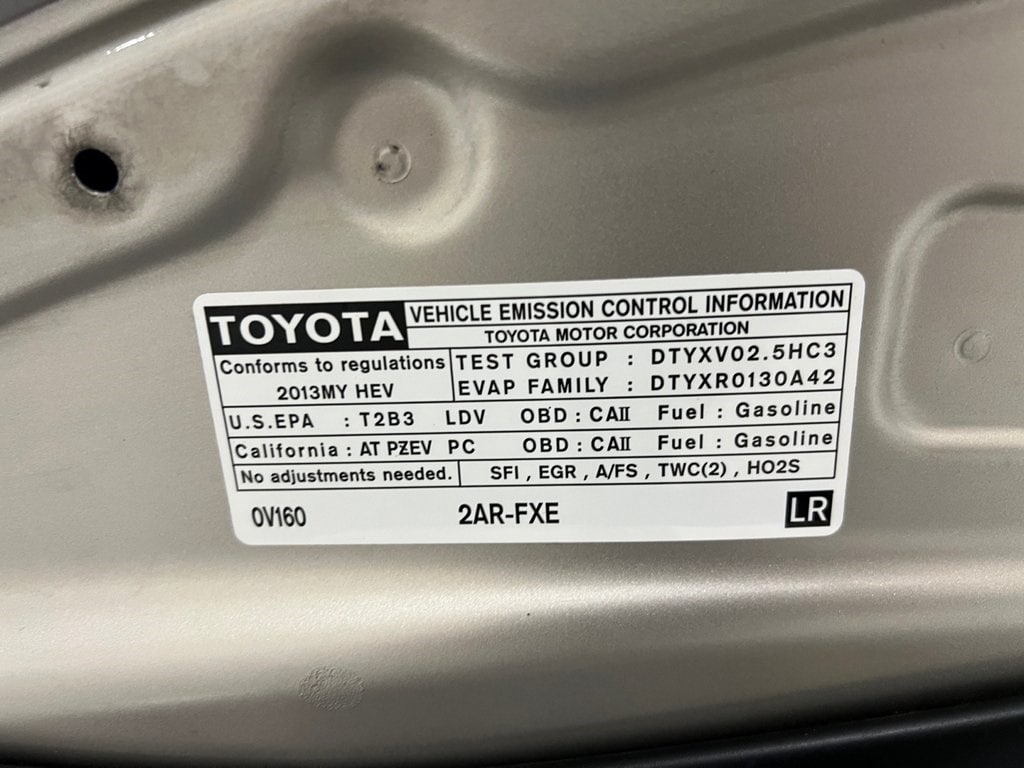 TOYOTA VEHICLE EMISSION CONTROL INFORMATION
TOYOTA MOTOR CORPORATION
Conforms to regulations
2013MY HEV
TEST GROUP : DTYXV02.5HC3
EVAP FAMILY : DTYXR0130A42
U.S.EPA : T2B3 LDV OBD : CAII Fuel : Gasoline
California : AT PZEV PC OBD : CAII Fuel : Gasoline
No adjustments needed. SFI , EGR , A/FS , TWC(2) , HO2S
0V160 2AR-FXE LR